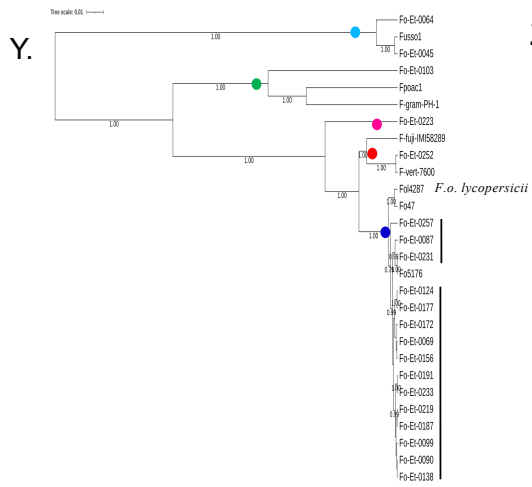 Tree scale: 0.01
Y.
Fo-Et-0064
1.00
Fusso1
1.00
Fo-Et-0045
Fo-Et-0103
1.00
Fpoac1
1.00
F-gram-PH-1
1.00
Fo-Et-0223
F-fuji-IMI58289
1.00
Fo-Et-0252
1.00
F-vert-7600
1.00
Fol4287 F.o. lycopersicii
1.00
Fo47
Fo-Et-0257
1.00
Fo-Et-0087
Fo-Et-0231
Fo5176
Fo-Et-0124
Fo-Et-0177
Fo-Et-0172
Fo-Et-0069
Fo-Et-0156
Fo-Et-0191
Fo-Et-0233
Fo-Et-0219
Fo-Et-0187
Fo-Et-0099
Fo-Et-0090
Fo-Et-0138